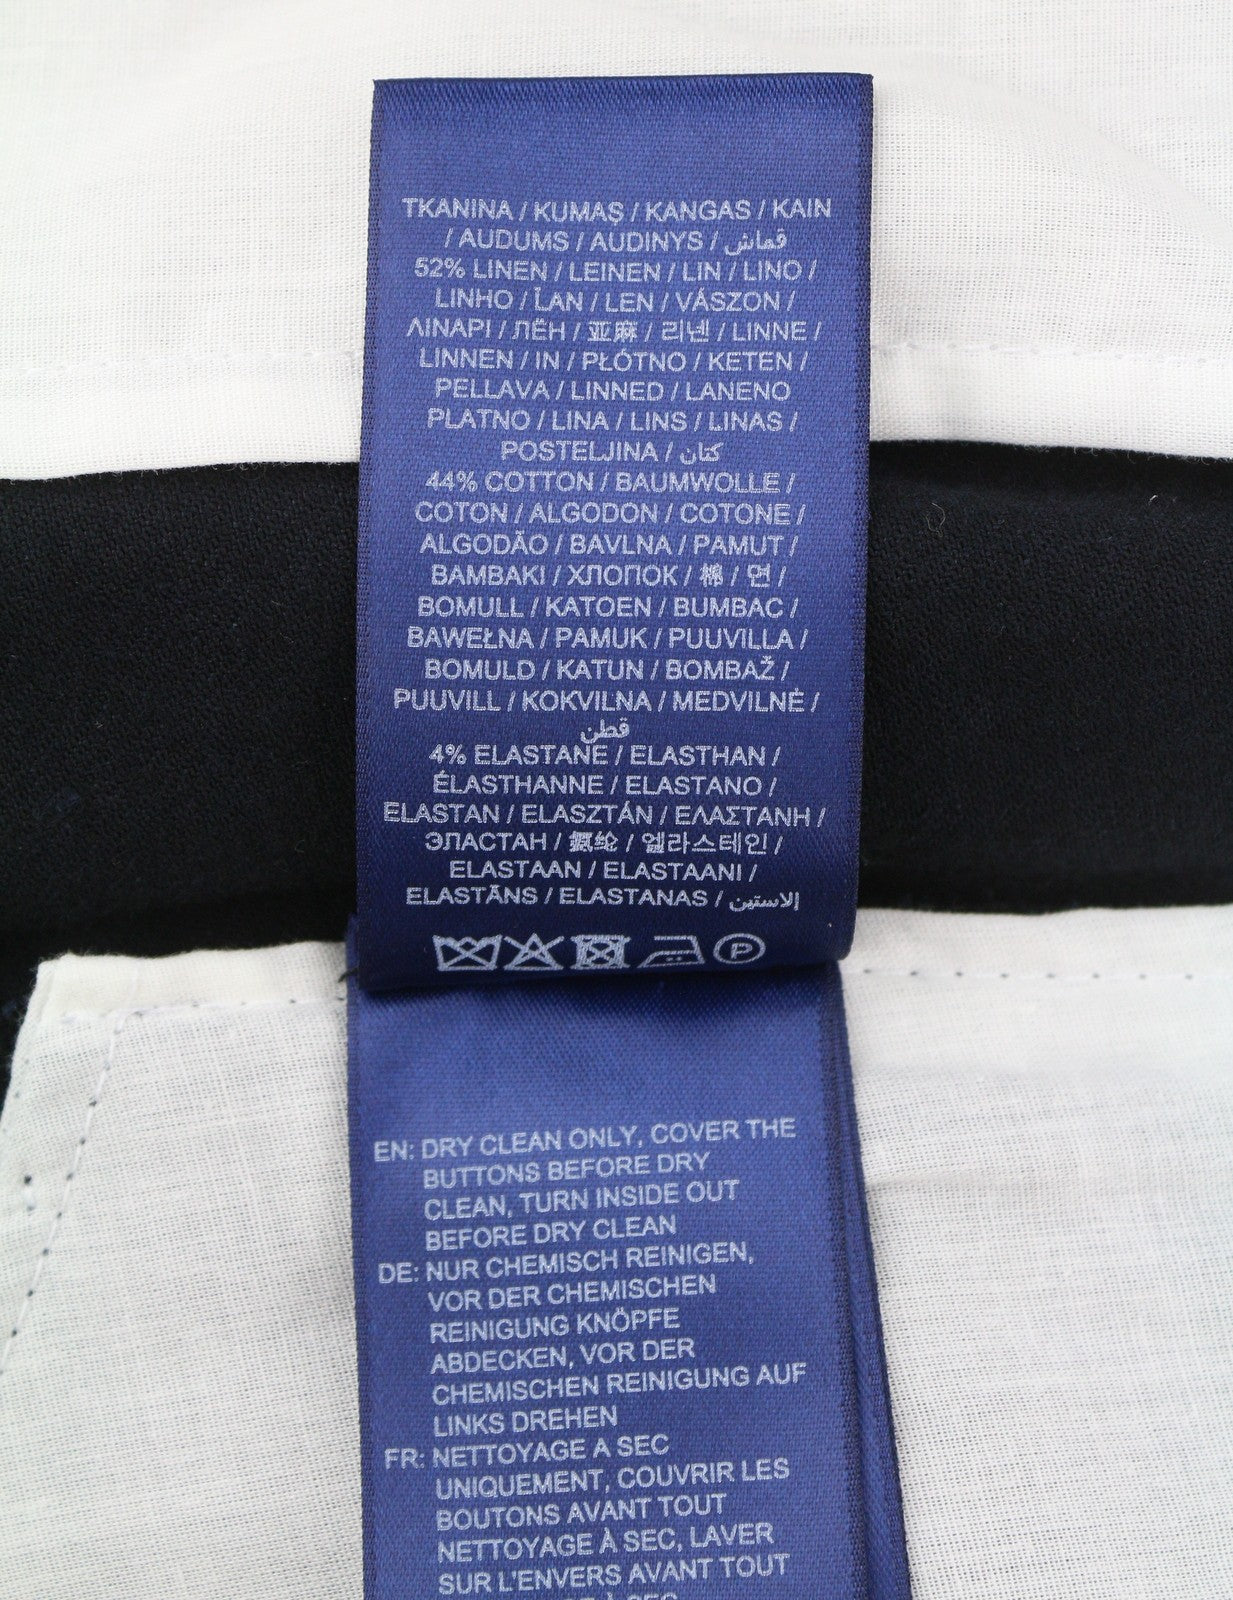 TKANINA / KUMAŞ / KANGAS / KAIN
/ AUDUMS / AUDINYS / قماش
52% LINEN / LEINEN / LIN / LINO /
LINHO / ĪAN / LEN / VÁSZON /
ΛINAPI / ЛЁН / 亚麻 / 리넨 / LINNE /
LINNEN / IN / PŁÓTNO / KETEN /
PELLAVA / LINNED / LANENO
PLATNO / LINA / LINS / LINAS /
POSTELJINA / كتان
44% COTTON / BAUMWOLLE /
COTON / ALGODON / COTONE /
ALGODÃO / BAVLNA / PAMUT /
BAMBAKI / ХЛОПОК / 棉 / 면 /
BOMULL / KATOEN / BUMBAC /
BAWEŁNA / PAMUK / PUUVILLA /
BOMULD / KATUN / BOMBAŽ /
PUUVILL / KOKVILNA / MEDVILNĖ /
قطن
4% ELASTANE / ELASTHAN /
ÉLASTHANNE / ELASTANO /
ELASTAN / ELASZTÁN / ΕΛΑΣΤΑΝΗ /
ЭЛАСТАН / 氨纶 / 엘라스테인 /
ELASTAAN / ELASTAANI /
ELASTĀNS / ELASTANAS / الاستين
P
EN: DRY CLEAN ONLY, COVER THE
BUTTONS BEFORE DRY
CLEAN, TURN INSIDE OUT
BEFORE DRY CLEAN
DE: NUR CHEMISCH REINIGEN,
VOR DER CHEMISCHEN
REINIGUNG KNÖPFE
ABDECKEN, VOR DER
CHEMISCHEN REINIGUNG AUF
LINKS DREHEN
FR: NETTOYAGE A SEC
UNIQUEMENT, COUVRIR LES
BOUTONS AVANT TOUT
NETTOYAGE À SEC, LAVER
SUR L'ENVERS AVANT TOUT